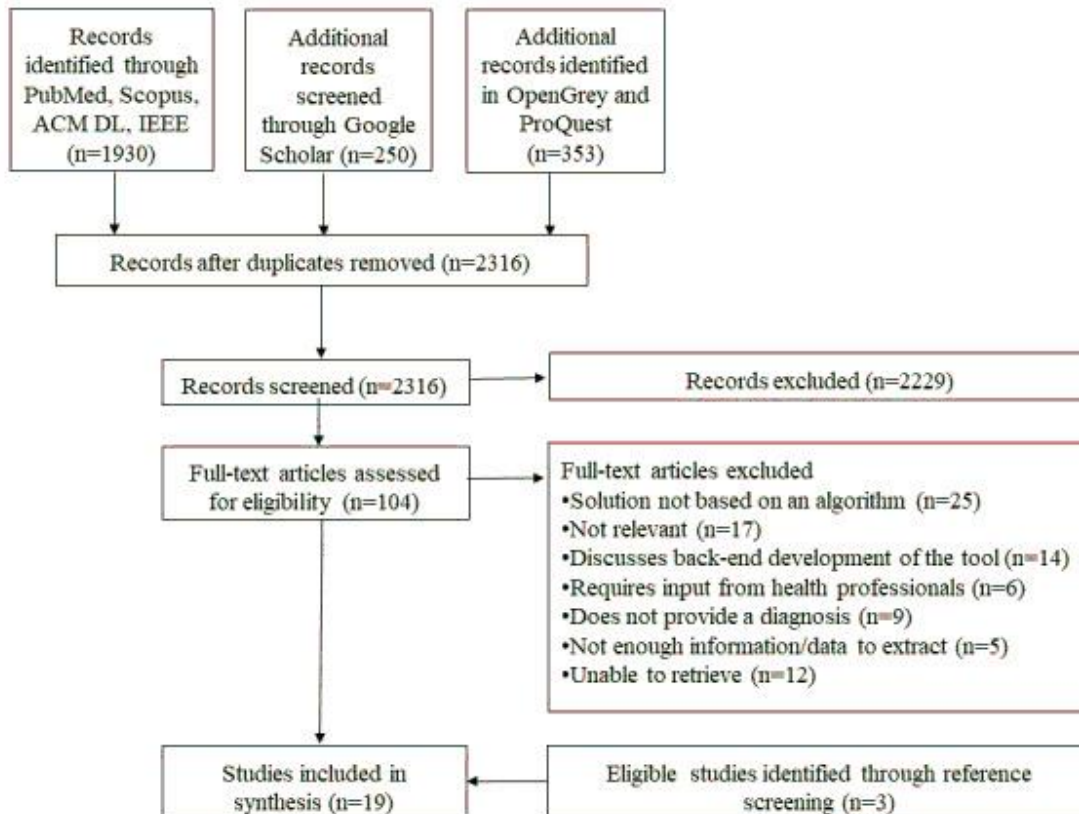 Records
identified through
PubMed, Scopus,
ACM DL, IEEE
(n=1930)
Additional
records
screened
through Google
Scholar (n=250)
Additional
records identified
in OpenGrey and
ProQuest
(n=353)
Records after duplicates removed (n=2316)
Records screened (n=2316)
Records excluded (n=2229)
Full-text articles assessed
for eligibility (n=104)
Full-text articles excluded
•Solution not based on an algorithm (n=25)
•Not relevant (n=17)
•Discusses back-end development of the tool (n=14)
•Requires input from health professionals (n=6)
•Does not provide a diagnosis (n=9)
•Not enough information/data to extract (n=5)
•Unable to retrieve (n=12)
Studies included in
synthesis (n=19)
Eligible studies identified through reference
screening (n=3)